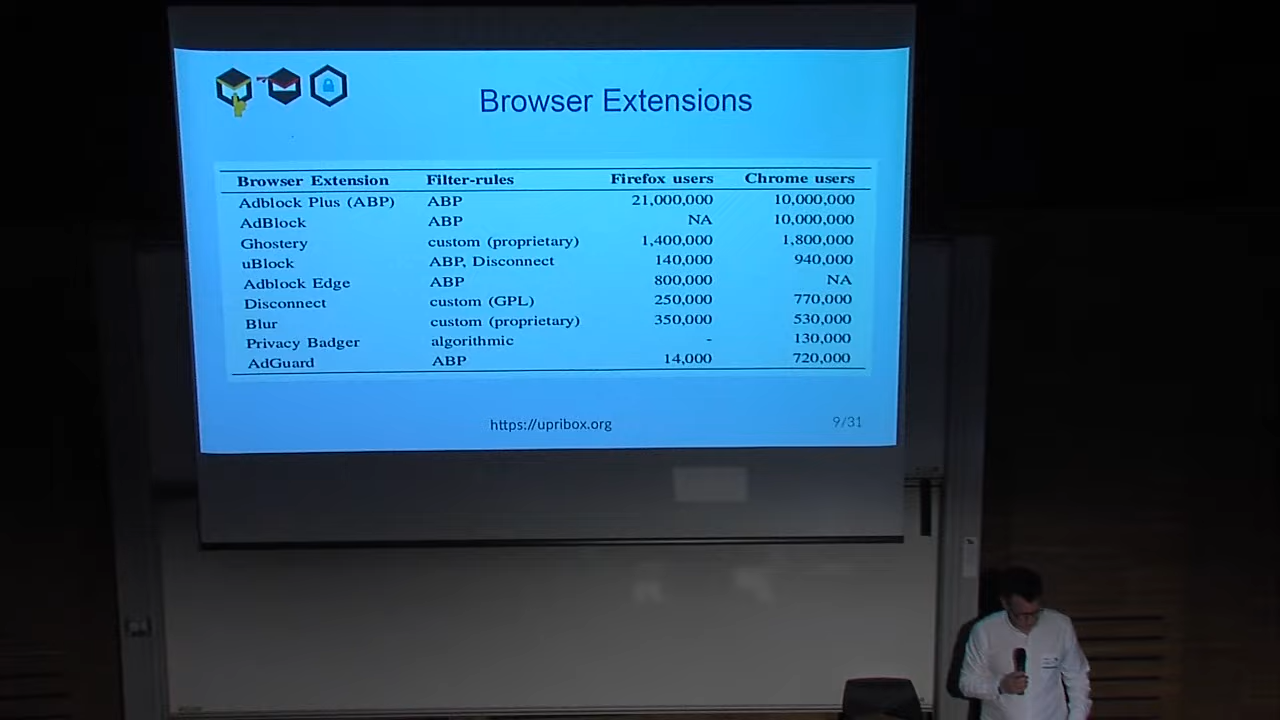 Browser Extensions
Browser Extension Filter-rules Firefox users Chrome users
Adblock Plus (ABP) ABP 21,000,000 10,000,000
AdBlock ABP NA 10,000,000
Ghostery custom (proprietary) 1,400,000 1,800,000
uBlock ABP, Disconnect 140,000 940,000
Adblock Edge ABP 800,000 NA
Disconnect custom (GPL) 250,000 770,000
Blur custom (proprietary) 350,000 530,000
Privacy Badger algorithmic - 130,000
AdGuard ABP 14,000 720,000
https://upribox.org 9/31